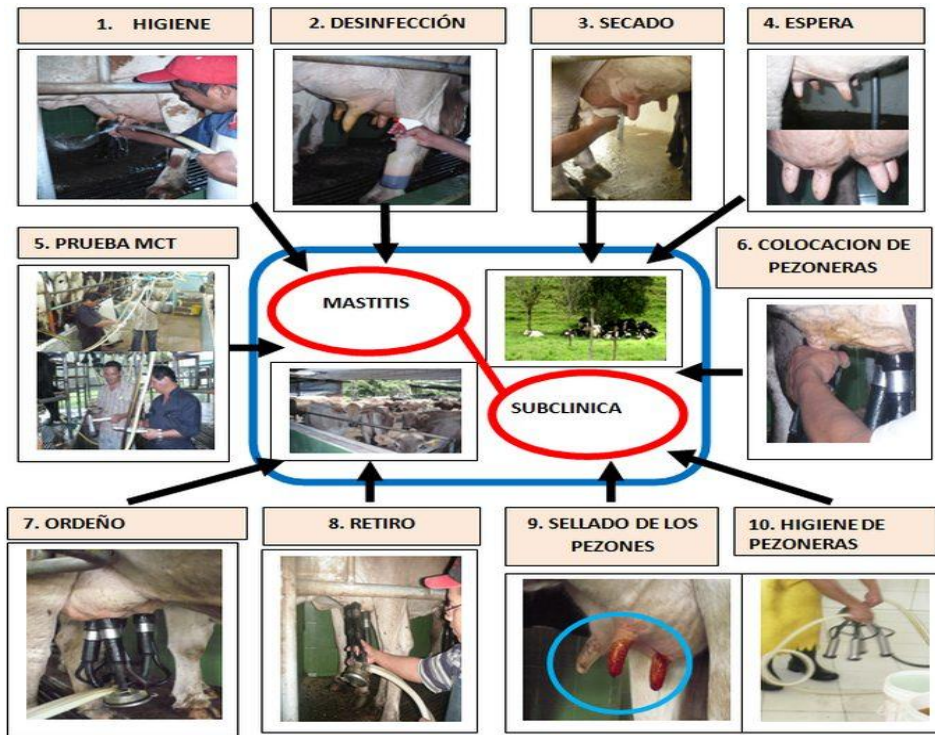 1. HIGIENE
2. DESINFECCIÓN
3. SECADO
4. ESPERA
5. PRUEBA MCT
6. COLOCACION DE
PEZONERAS
MASTITIS
SUBCLINICA
7. ORDEÑO
8. RETIRO
9. SELLADO DE LOS
PEZONES
10. HIGIENE DE
PEZONERAS